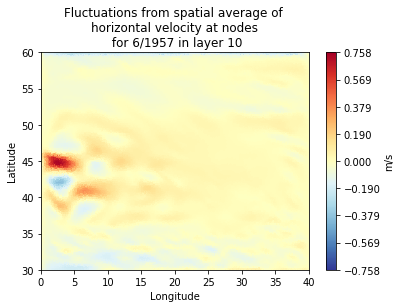 Fluctuations from spatial average of
horizontal velocity at nodes
for 6/1957 in layer 10
60
55
50
45
40
35
30
Latitude
0 5 10 15 20 25 30 35 40
Longitude
0.758
0.569
0.379
0.190
0.000
−0.190
−0.379
−0.569
−0.758
m/s